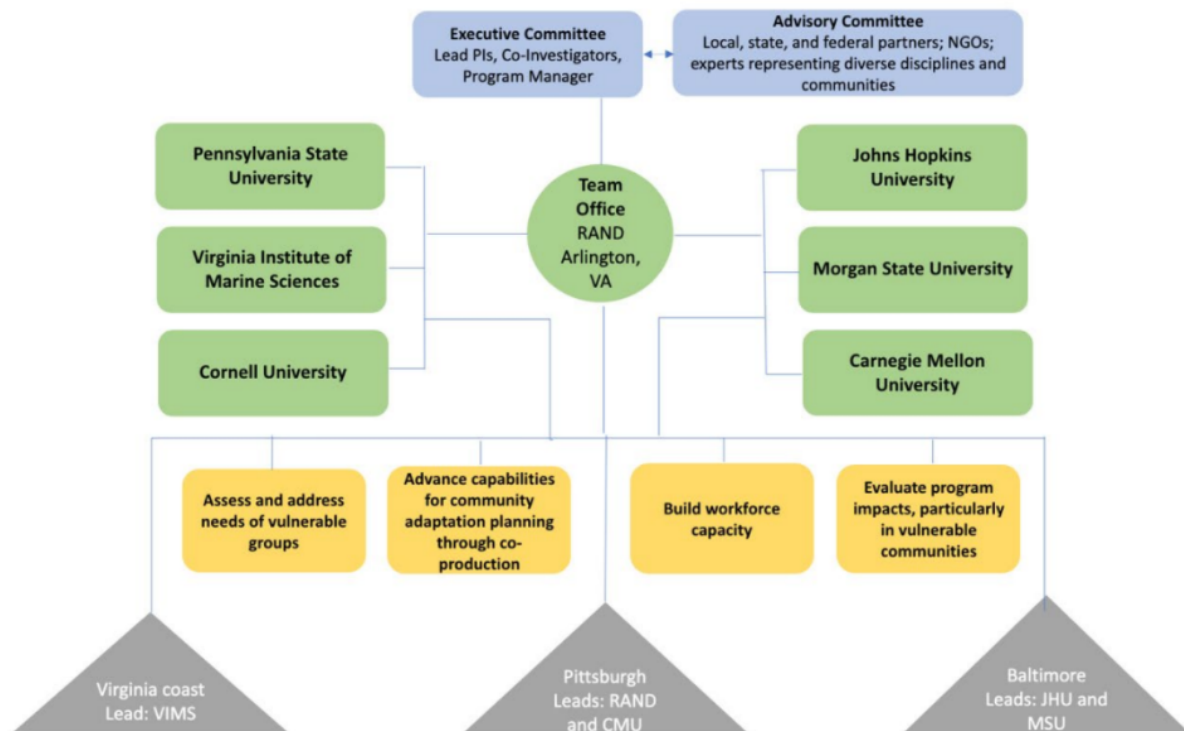 Executive Committee
Lead PIs, Co-Investigators,
Program Manager
Advisory Committee
Local, state, and federal partners; NGOs;
experts representing diverse disciplines and
communities
Pennsylvania State
University
Virginia Institute of
Marine Sciences
Cornell University
Team
Office
RAND
Arlington,
VA
Johns Hopkins
University
Morgan State University
Carnegie Mellon
University
Assess and address
needs of vulnerable
groups
Advance capabilities
for community
adaptation planning
through co-
production
Build workforce
capacity
Evaluate program
impacts, particularly
in vulnerable
communities
Virginia coast
Lead: VIMS
Pittsburgh
Leads: RAND
and CMU
Baltimore
Leads: JHU and
MSU